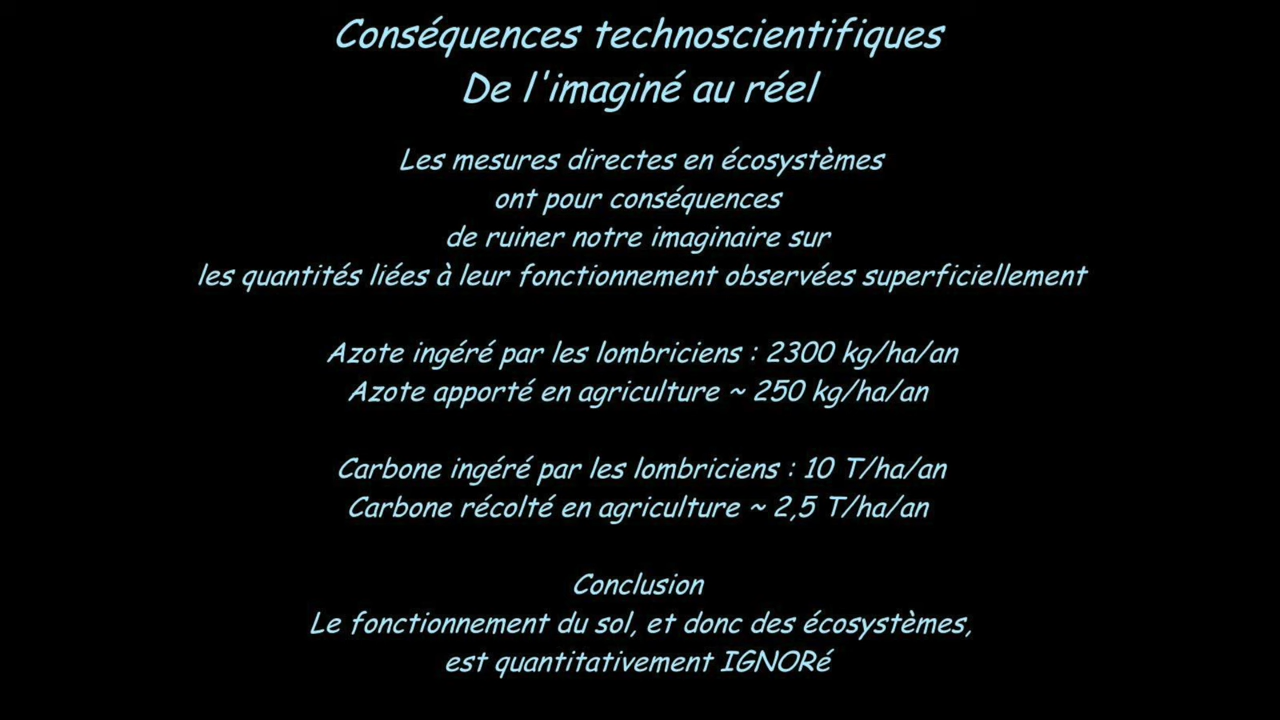 Conséquences technoscientifiques
De l'imaginé au réel
Les mesures directes en écosystèmes
ont pour conséquences
de ruiner notre imaginaire sur
les quantités liées à leur fonctionnement observées superficiellement
Azote ingéré par les lombriciens : 2300 kg/ha/an
Azote apporté en agriculture ~ 250 kg/ha/an
Carbone ingéré par les lombriciens : 10 T/ha/an
Carbone récolté en agriculture ~ 2,5 T/ha/an
Conclusion
Le fonctionnement du sol, et donc des écosystèmes,
est quantitativement IGNORé